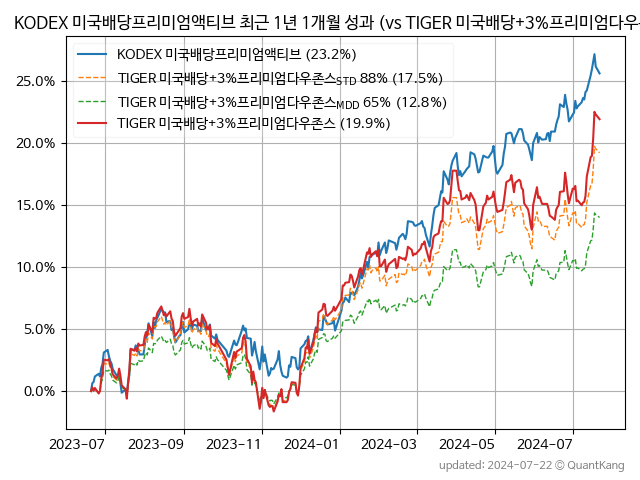 KODEX 미국배당프리미엄액티브 최근 1년 1개월 성과 (vs TIGER 미국배당+3%프리미엄다우
KODEX 미국배당프리미엄액티브 (23.2%)
TIGER 미국배당+3%프리미엄다우존스STD 88% (17.5%)
TIGER 미국배당+3%프리미엄다우존스MDD 65% (12.8%)
TIGER 미국배당+3%프리미엄다우존스 (19.9%)
25.0%
20.0%
15.0%
10.0%
5.0%
0.0%
2023-07 2023-09 2023-11 2024-01 2024-03 2024-05 2024-07
updated: 2024-07-22 © QuantKang